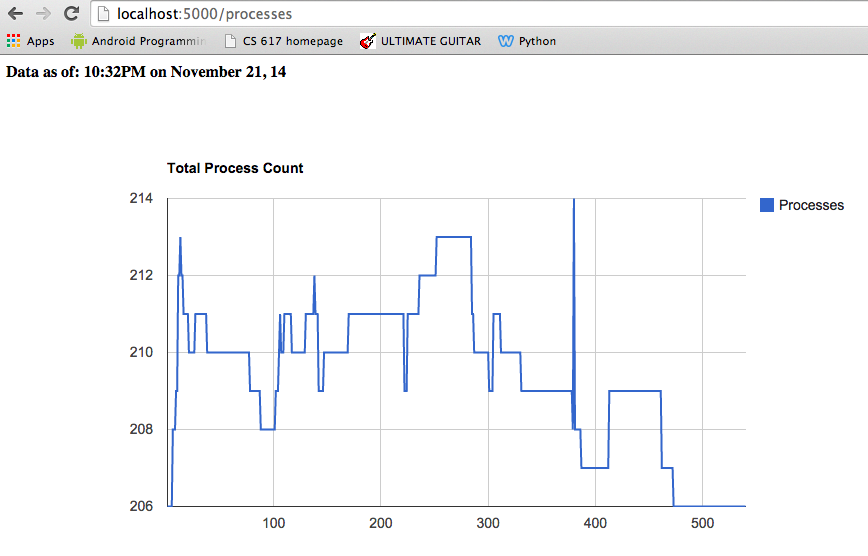 localhost:5000/processes
Apps Android Programmin CS 617 homepage ULTIMATE GUITAR Python
Data as of: 10:32PM on November 21, 14
Total Process Count
214
Processes
212
210
208
206
100 200 300 400 500